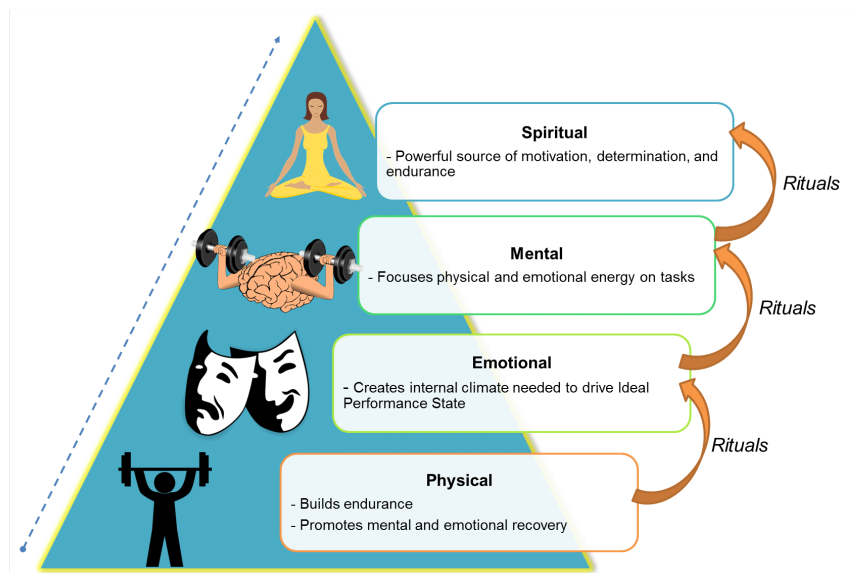 Spiritual
- Powerful source of motivation, determination, and
endurance
Rituals
Mental
- Focuses physical and emotional energy on tasks
Rituals
Emotional
- Creates internal climate needed to drive Ideal
Performance State
Rituals
Physical
- Builds endurance
- Promotes mental and emotional recovery